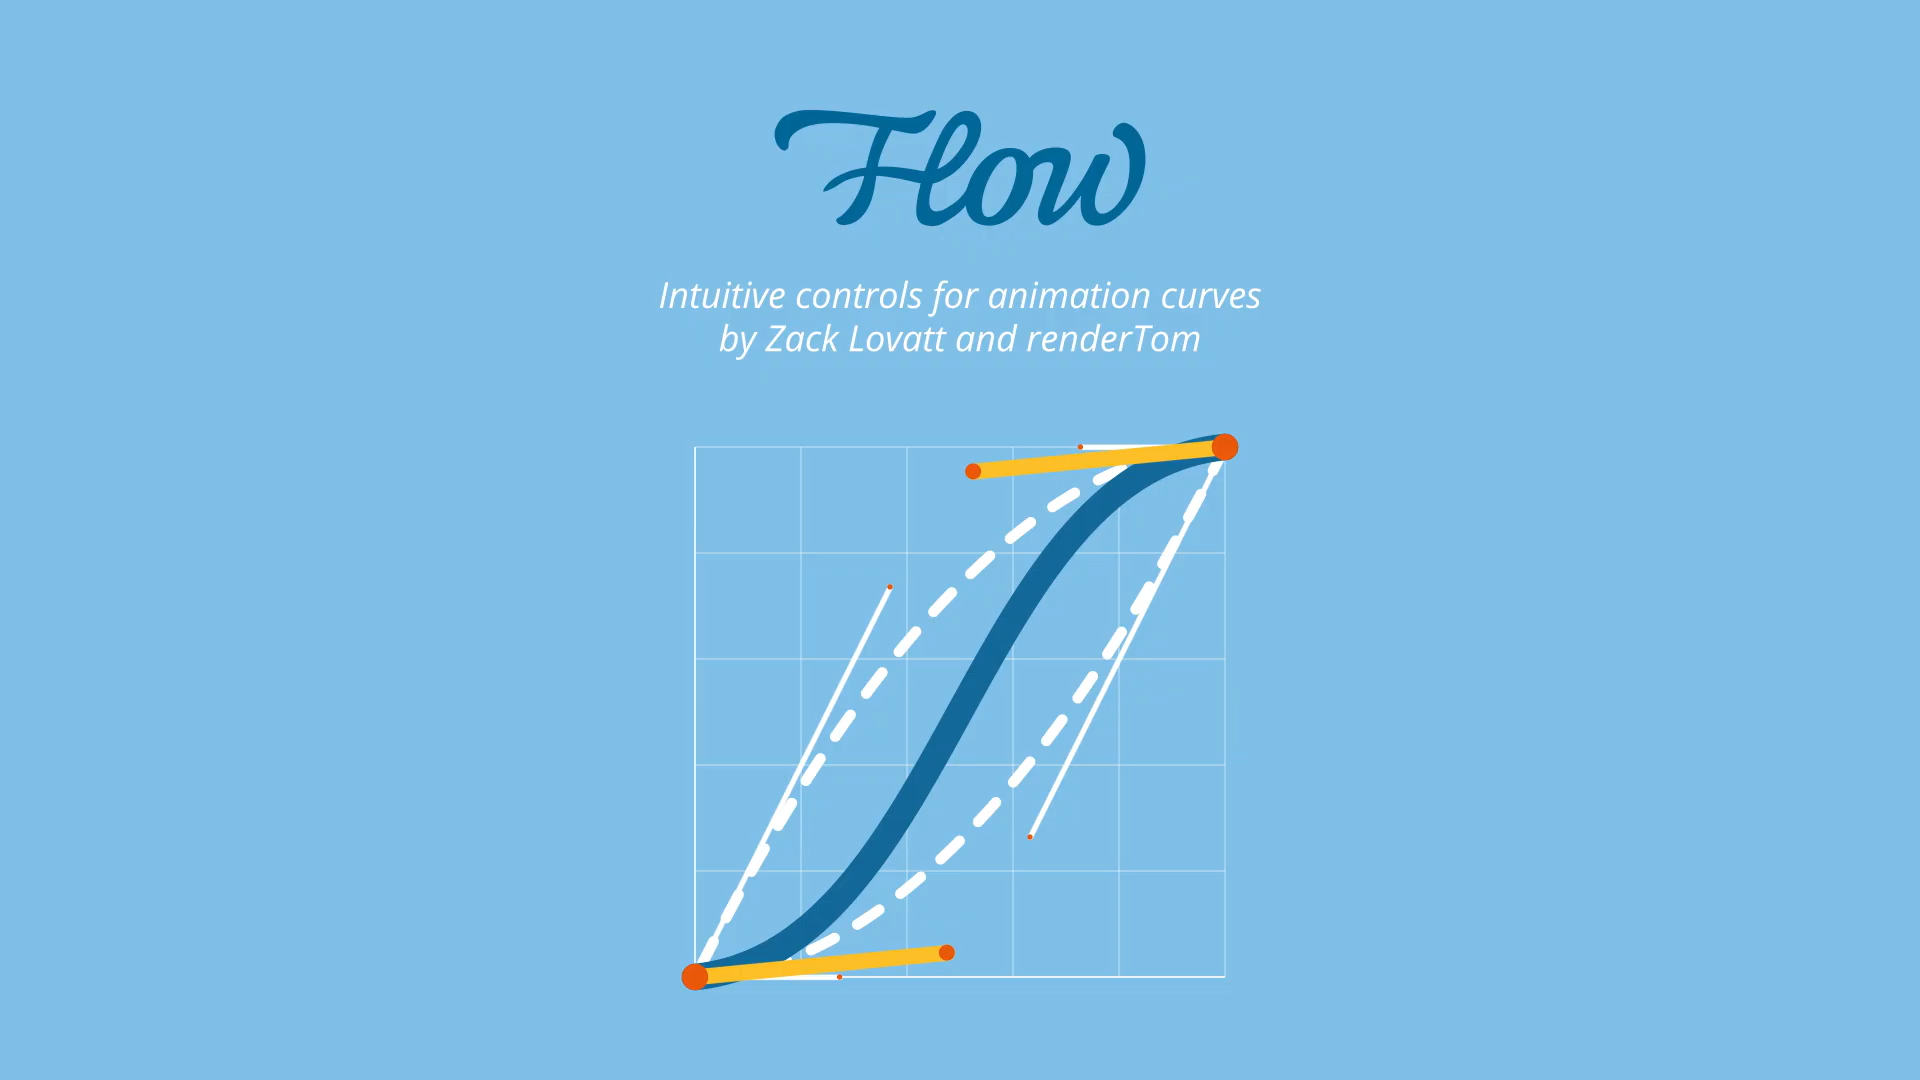 Flow
Intuitive controls for animation curves
by Zack Lovatt and renderTom